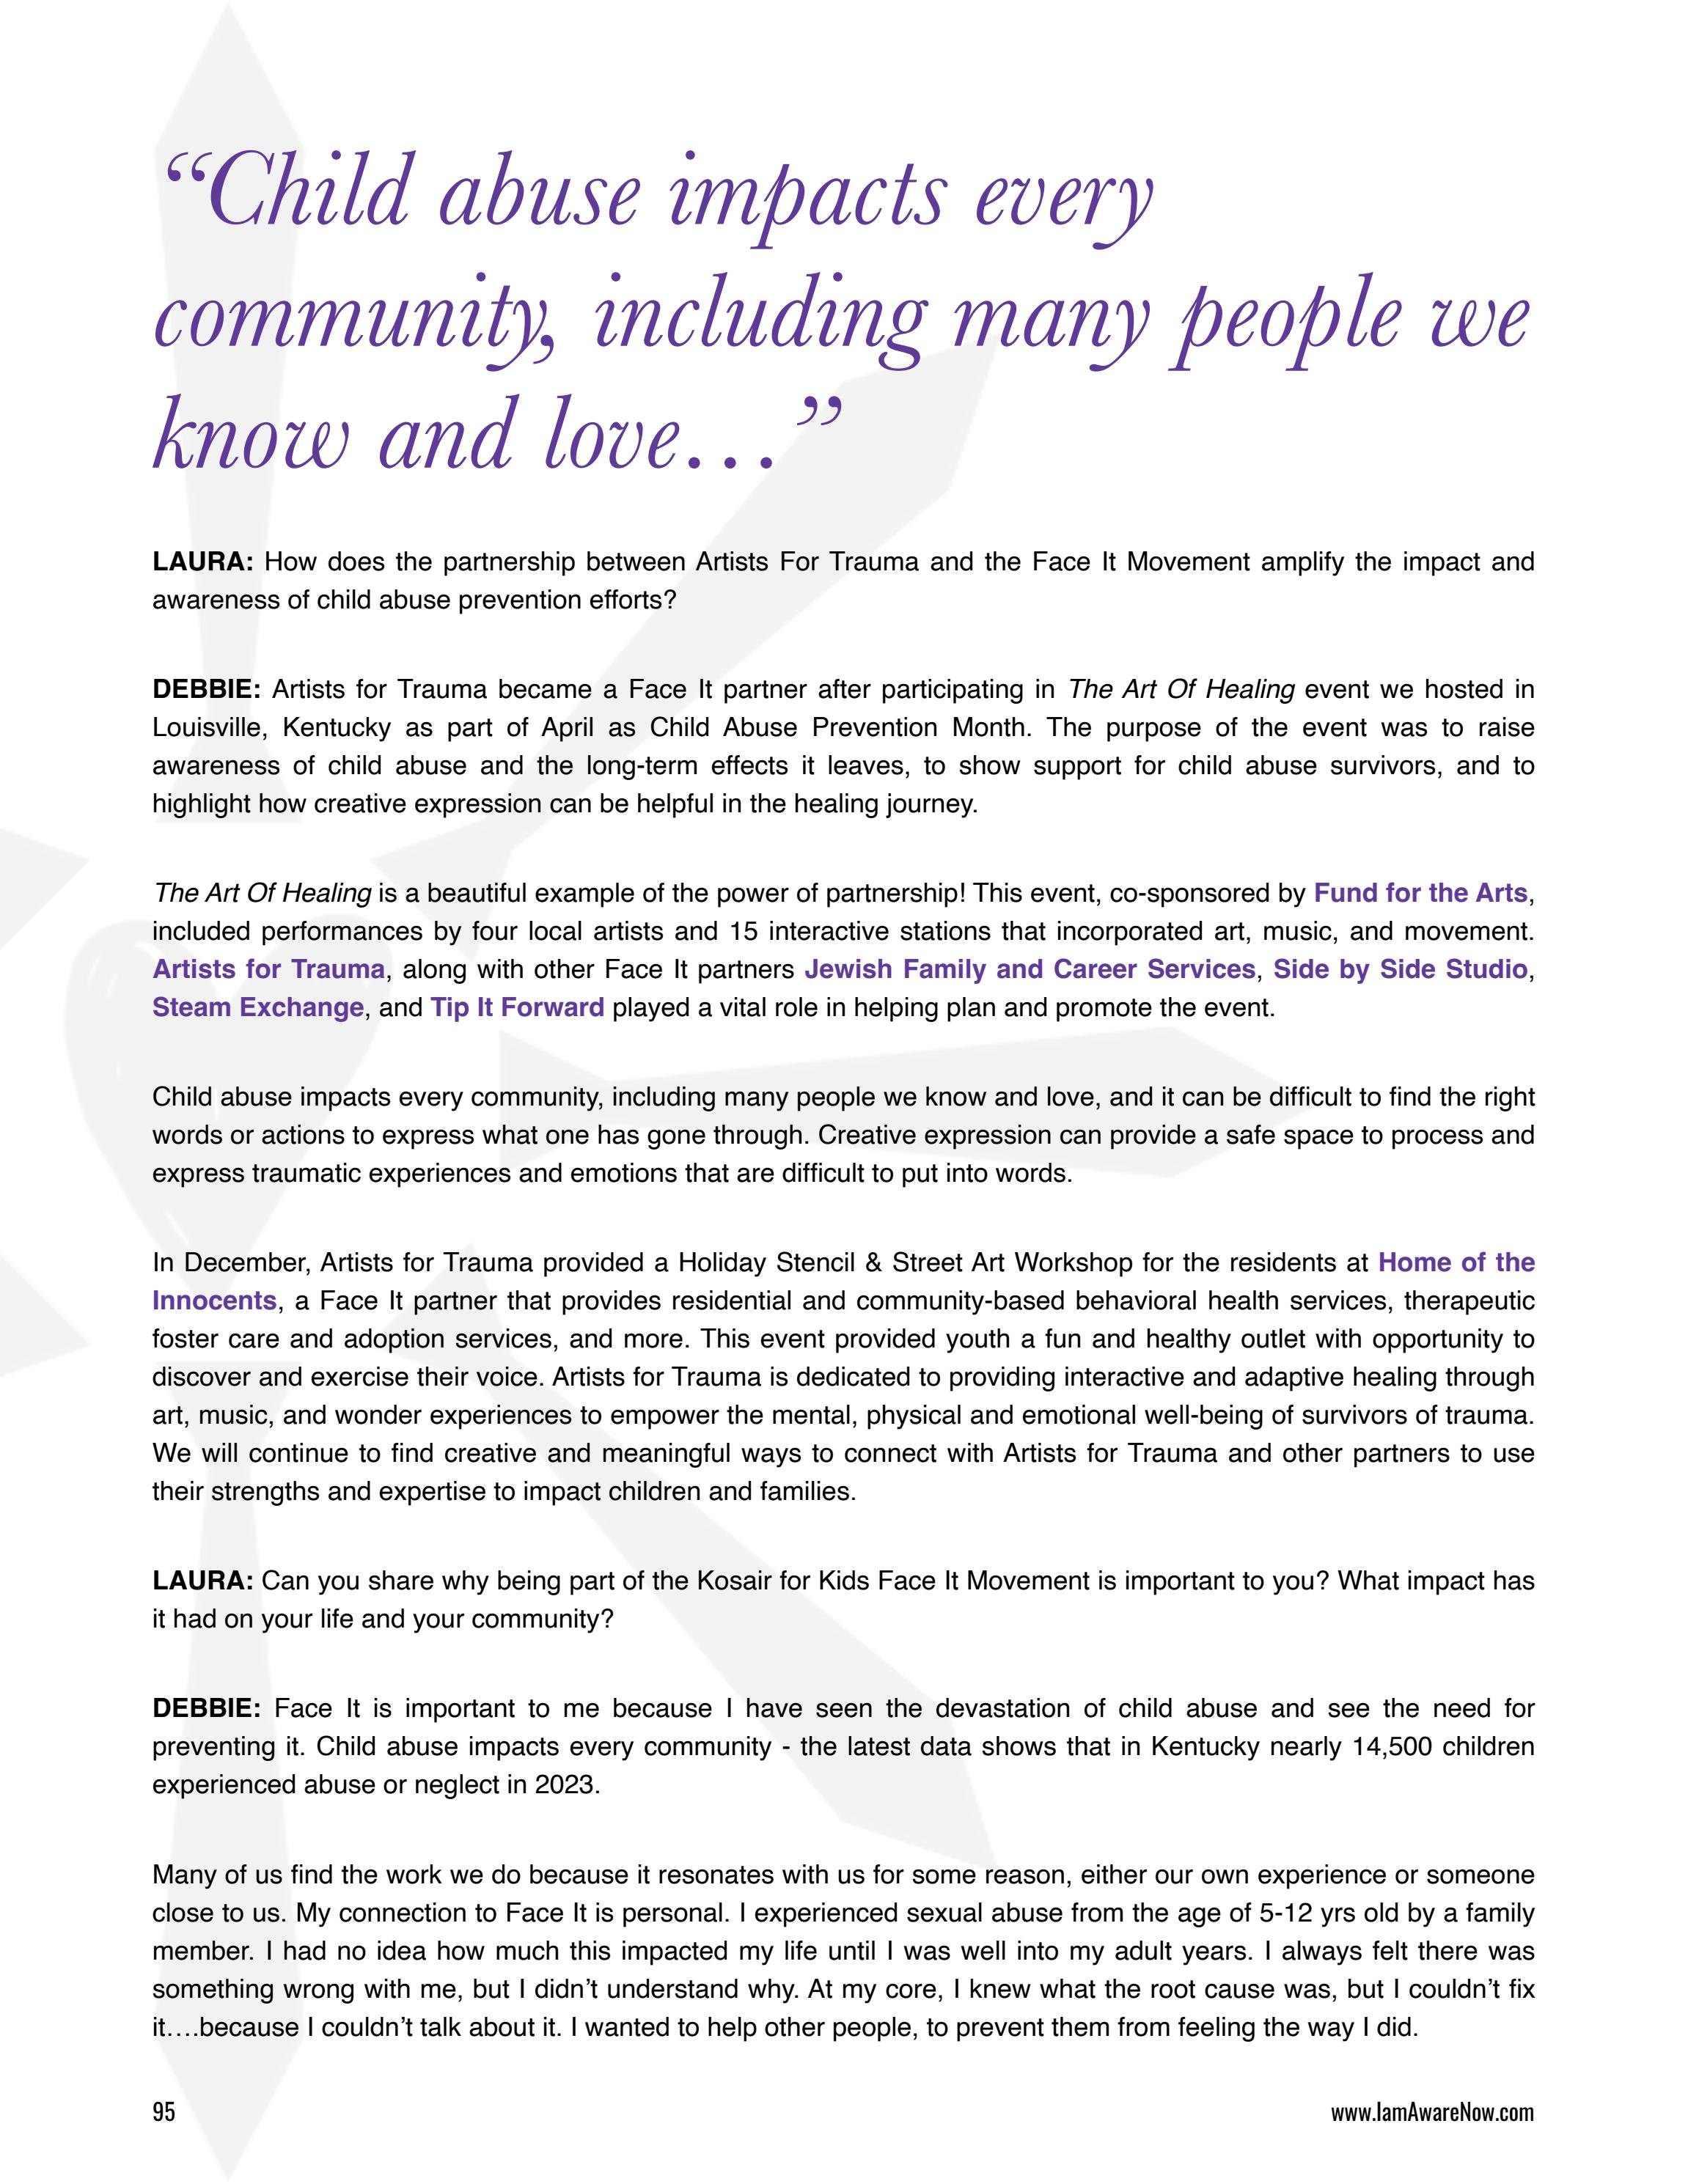 “Child abuse impacts every
community, including many people we
know and love…”
LAURA: How does the partnership between Artists For Trauma and the Face It Movement amplify the impact and
awareness of child abuse prevention efforts?
DEBBIE: Artists for Trauma became a Face It partner after participating in The Art Of Healing event we hosted in
Louisville, Kentucky as part of April as Child Abuse Prevention Month. The purpose of the event was to raise
awareness of child abuse and the long-term effects it leaves, to show support for child abuse survivors, and to
highlight how creative expression can be helpful in the healing journey.
The Art Of Healing is a beautiful example of the power of partnership! This event, co-sponsored by Fund for the Arts,
included performances by four local artists and 15 interactive stations that incorporated art, music, and movement.
Artists for Trauma, along with other Face It partners Jewish Family and Career Services, Side by Side Studio,
Steam Exchange, and Tip It Forward played a vital role in helping plan and promote the event.
Child abuse impacts every community, including many people we know and love, and it can be difficult to find the right
words or actions to express what one has gone through. Creative expression can provide a safe space to process and
express traumatic experiences and emotions that are difficult to put into words.
In December, Artists for Trauma provided a Holiday Stencil & Street Art Workshop for the residents at Home of the
Innocents, a Face It partner that provides residential and community-based behavioral health services, therapeutic
foster care and adoption services, and more. This event provided youth a fun and healthy outlet with opportunity to
discover and exercise their voice. Artists for Trauma is dedicated to providing interactive and adaptive healing through
art, music, and wonder experiences to empower the mental, physical and emotional well-being of survivors of trauma.
We will continue to find creative and meaningful ways to connect with Artists for Trauma and other partners to use
their strengths and expertise to impact children and families.
LAURA: Can you share why being part of the Kosair for Kids Face It Movement is important to you? What impact has
it had on your life and your community?
DEBBIE: Face It is important to me because I have seen the devastation of child abuse and see the need for
preventing it. Child abuse impacts every community - the latest data shows that in Kentucky nearly 14,500 children
experienced abuse or neglect in 2023.
Many of us find the work we do because it resonates with us for some reason, either our own experience or someone
close to us. My connection to Face It is personal. I experienced sexual abuse from the age of 5-12 yrs old by a family
member. I had no idea how much this impacted my life until I was well into my adult years. I always felt there was
something wrong with me, but I didn’t understand why. At my core, I knew what the root cause was, but I couldn’t fix
it….because I couldn’t talk about it. I wanted to help other people, to prevent them from feeling the way I did.
95
www.IamAwareNow.com